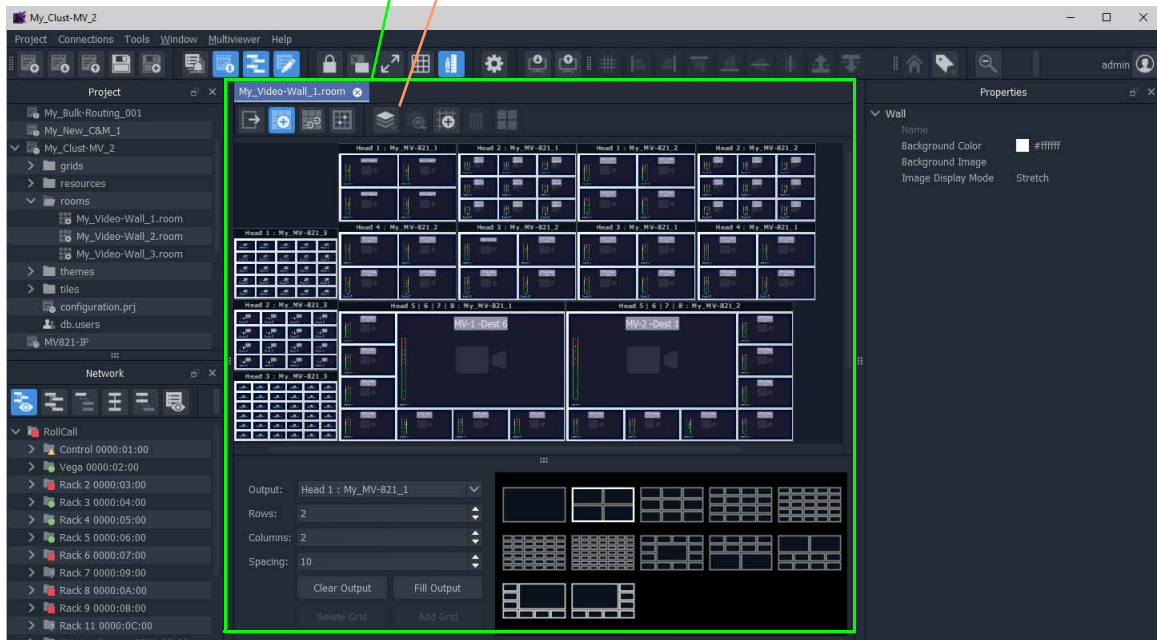 My_Clust-MV_2
Project Connections Tools Window Multiviewer Help
admin
Project
My_Bulk-Routing_001
My_New_C&M_1
My_Clust-MV_2
grids
resources
rooms
My_Video-Wall_1.room
My_Video-Wall_2.room
My_Video-Wall_3.room
themes
tiles
configuration.prj
db.users
MV821-IP
Network
RollCall
Control 0000:01:00
Vega 0000:02:00
Rack 2 0000:03:00
Rack 3 0000:04:00
Rack 4 0000:05:00
Rack 5 0000:06:00
Rack 6 0000:07:00
Rack 7 0000:09:00
Rack 8 0000:0A:00
Rack 9 0000:0B:00
Rack 11 0000:0C:00
My_Video-Wall_1.room
Head 1 : My_MV-821_1 Head 2 : My_MV-821_1 Head 1 : My_MV-821_2 Head 2 : My_MV-821_2
Head 4 : My_MV-821_2 Head 3 : My_MV-821_2 Head 3 : My_MV-821_1 Head 4 : My_MV-821_1
Head 1 : My_MV-821_3
Head 2 : My_MV-821_3
Head 5 | 6 | 7 | 8 : My_MV-821_1 Head 5 | 6 | 7 | 8 : My_MV-821_2
MV-1 -Dest 6 MV-2 -Dest 1
Head 3 : My_MV-821_3
Output: Head 1 : My_MV-821_1
Rows: 2
Columns: 2
Spacing: 10
Clear Output Fill Output
Delete Grid Add Grid
Properties
Wall
Name
Background Color #ffffff
Background Image
Image Display Mode Stretch